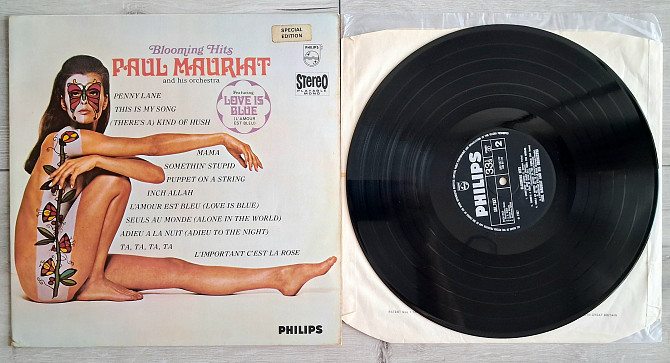 Blooming Hits
PAUL MAURIAT
and his orchestra
SPECIAL
EDITION
PHILIPS
Stereo
PLAYABLE
MONO
Featuring
LOVE IS
BLUE
(L'AMOUR
EST BLEU)
PENNY LANE
THIS IS MY SONG
THERE'S A KIND OF HUSH
MAMA
SOMETHIN' STUPID
PUPPET ON A STRING
INCH ALLAH
L'AMOUR EST BLEU (LOVE IS BLUE)
SEULS AU MONDE (ALONE IN THE WORLD)
ADIEU A LA NUIT (ADIEU TO THE NIGHT)
TA, TA, TA, TA
L'IMPORTANT C'EST LA ROSE
PHILIPS
PHILIPS
33⅓
2